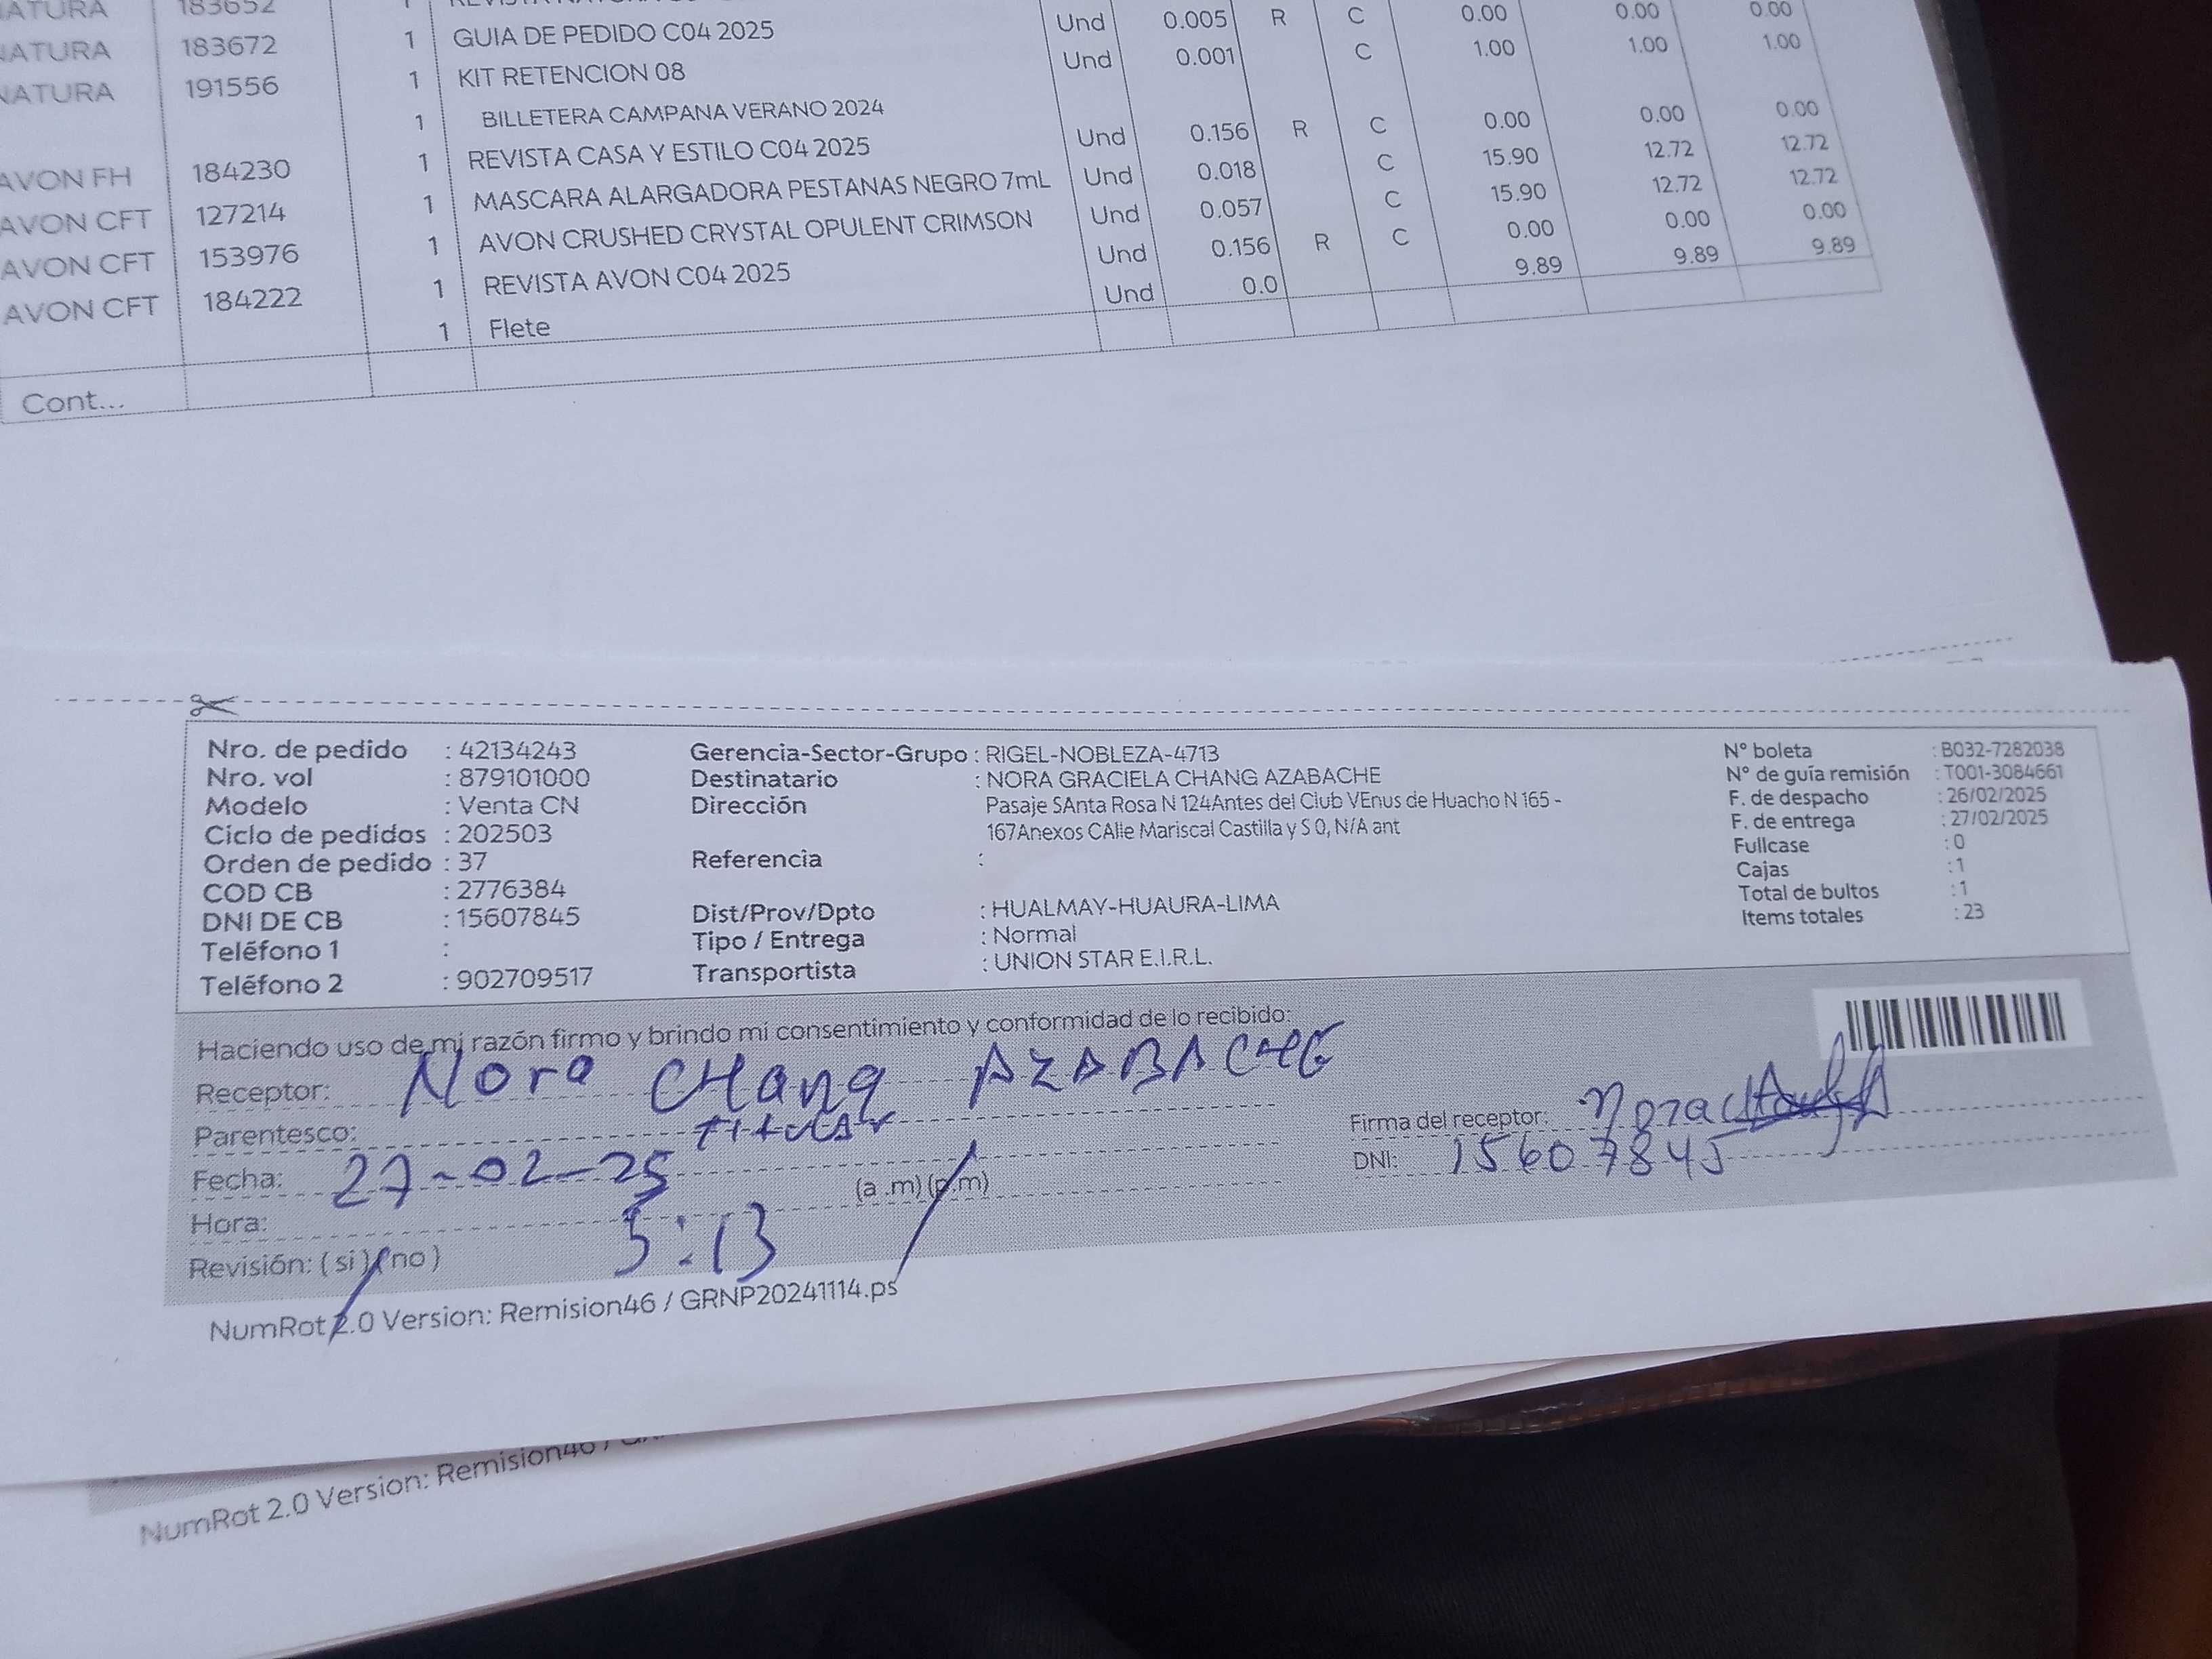 NATURA 183652 1
NATURA 183672 1 GUIA DE PEDIDO C04 2025 Und 0.005 R C 0.00 0.00 0.00
NATURA 191556 1 KIT RETENCION 08 Und 0.001 C 1.00 1.00 1.00
1 BILLETERA CAMPANA VERANO 2024
AVON FH 184230 1 REVISTA CASA Y ESTILO C04 2025 Und 0.156 R C 0.00 0.00 0.00
AVON CFT 127214 1 MASCARA ALARGADORA PESTANAS NEGRO 7mL Und 0.018 C 15.90 12.72 12.72
AVON CFT 153976 1 AVON CRUSHED CRYSTAL OPULENT CRIMSON Und 0.057 C 15.90 12.72 12.72
AVON CFT 184222 1 REVISTA AVON C04 2025 Und 0.156 R C 0.00 0.00 0.00
1 Flete Und 0.0 9.89 9.89 9.89
Cont...
Nro. de pedido : 42134243 Gerencia-Sector-Grupo : RIGEL-NOBLEZA-4713 N° boleta : B032-7282038
Nro. vol : 879101000 Destinatario : NORA GRACIELA CHANG AZABACHE N° de guía remisión : T001-3084661
Modelo : Venta CN Dirección Pasaje SAnta Rosa N 124Antes del Club VEnus de Huacho N 165 - F. de despacho : 26/02/2025
Ciclo de pedidos : 202503 167Anexos CAlle Mariscal Castilla y S 0, N/A ant F. de entrega : 27/02/2025
Orden de pedido : 37 Referencia : Fullcase : 0
COD CB : 2776384 Cajas : 1
DNI DE CB : 15607845 Dist/Prov/Dpto : HUALMAY-HUAURA-LIMA Total de bultos : 1
Teléfono 1 : Tipo / Entrega : Normal Items totales : 23
Teléfono 2 : 902709517 Transportista : UNION STAR E.I.R.L.
Haciendo uso de mi razón firmo y brindo mi consentimiento y conformidad de lo recibido:
Receptor: Nora CHang AZABACHE
Parentesco: titular Firma del receptor: Nora
Fecha: 27-02-25 (a .m) (p.m) DNI: 15607845
Hora: 5:13
Revisión: ( si ) ( no )
NumRot 2.0 Version: Remision46 / GRNP20241114.ps
NumRot 2.0 Version: Remision46 /